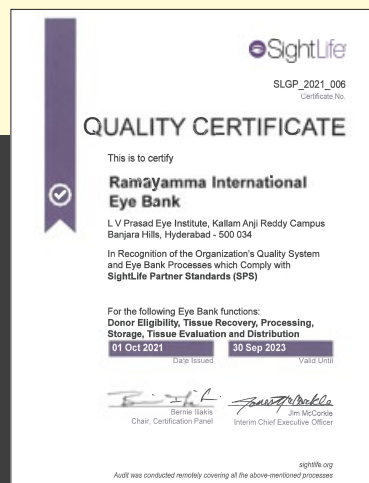 SightLife
SLGP_2021_006
Certificate No.
QUALITY CERTIFICATE
This is to certify
Ramayamma International
Eye Bank
L V Prasad Eye Institute, Kallam Anji Reddy Campus
Banjara Hills, Hyderabad - 500 034
In Recognition of the Organization's Quality System
and Eye Bank Processes which Comply with
SightLife Partner Standards (SPS)
For the following Eye Bank functions:
Donor Eligibility, Tissue Recovery, Processing,
Storage, Tissue Evaluation and Distribution
01 Oct 2021 30 Sep 2023
Date Issued Valid Until
Bernie Iliakis Jim McCorkle
Chair, Certification Panel Interim Chief Executive Officer
sightlife.org
Audit was conducted remotely covering all the above-mentioned processes